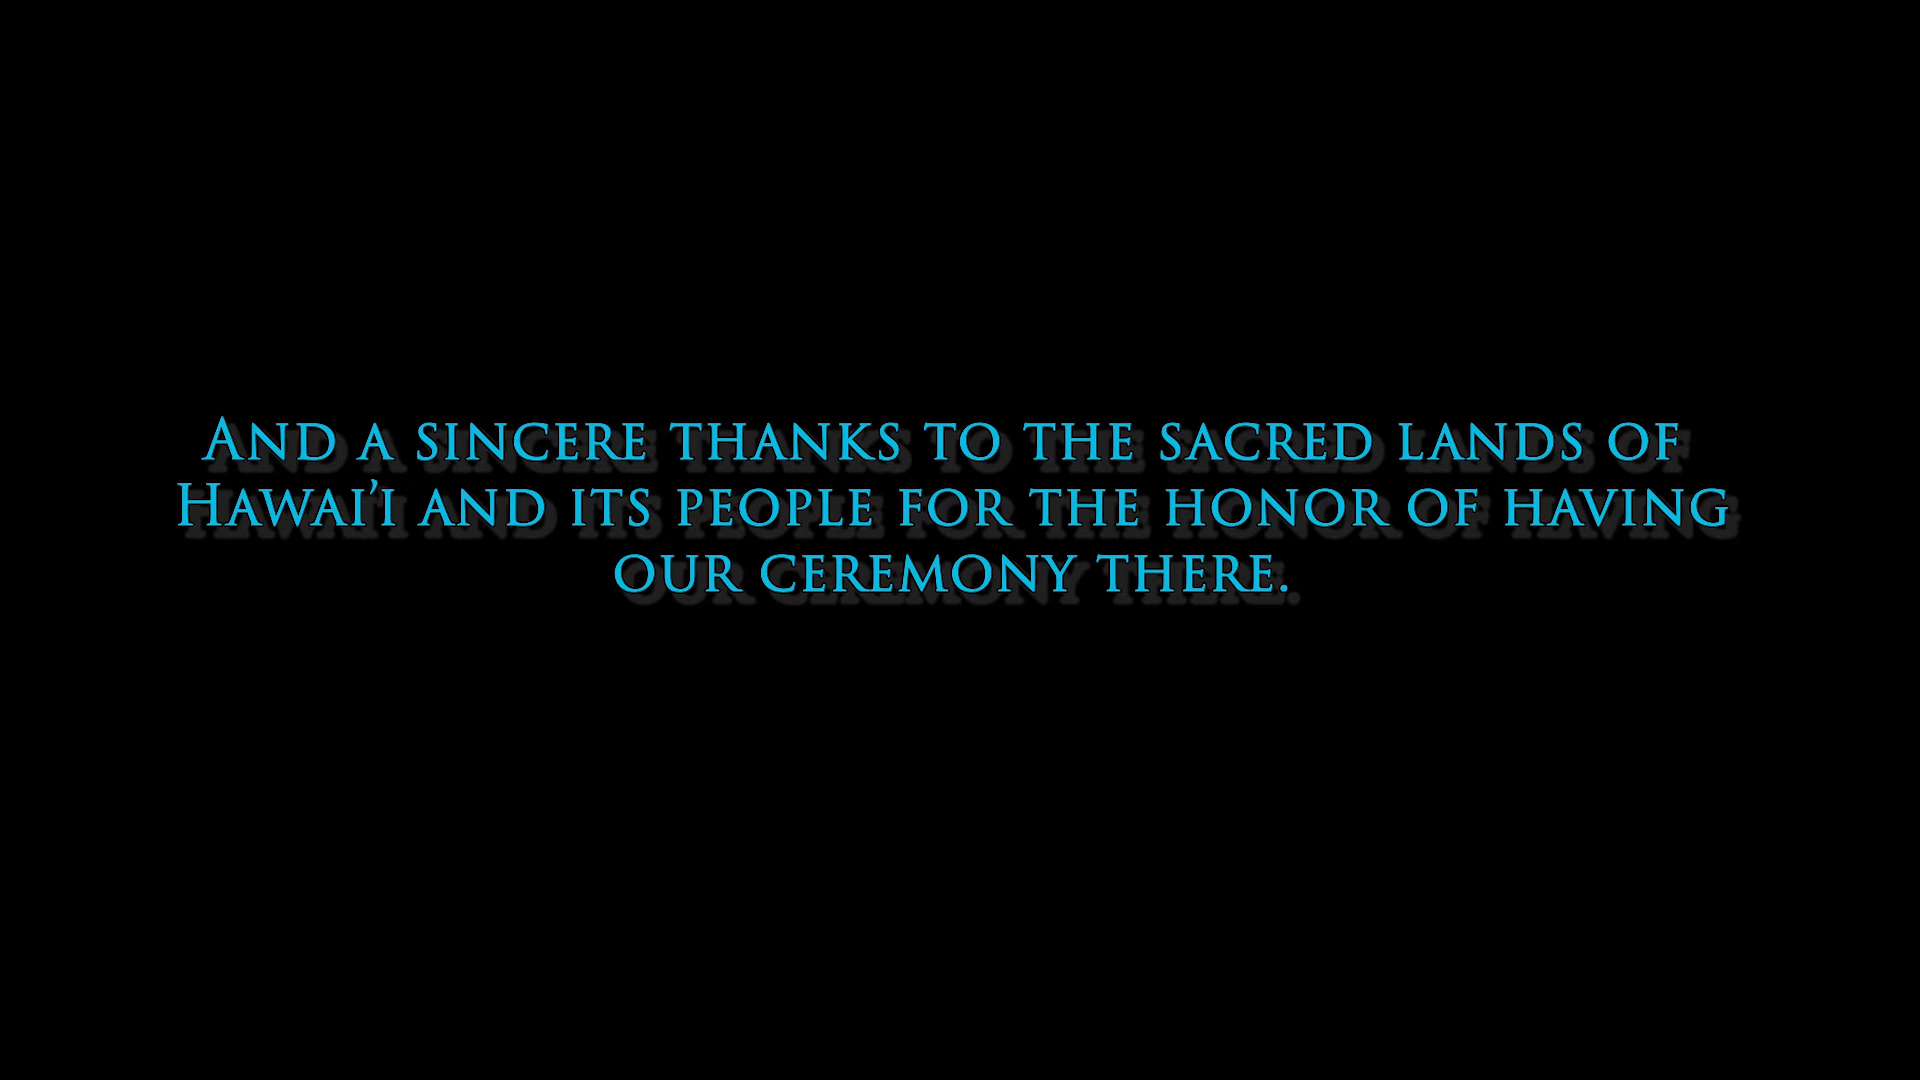 And a sincere thanks to the sacred lands of
Hawai’i and its people for the honor of having
our ceremony there.